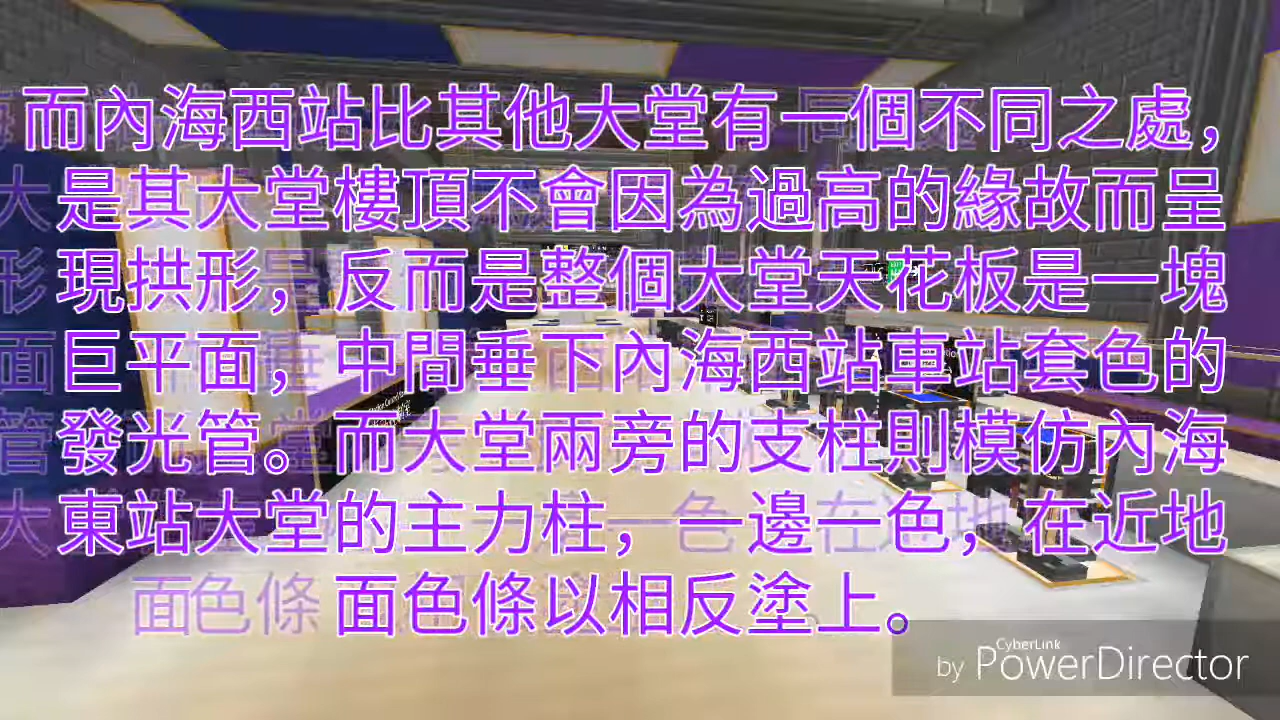 而內海西站比其他大堂有一個不同之處，
是其大堂樓頂不會因為過高的緣故而呈
現拱形，反而是整個大堂天花板是一塊
巨平面，中間垂下內海西站車站套色的
發光管。而大堂兩旁的支柱則模仿內海
東站大堂的主力柱，一邊一色，在近地
面色條以相反塗上。
by CyberLink PowerDirector